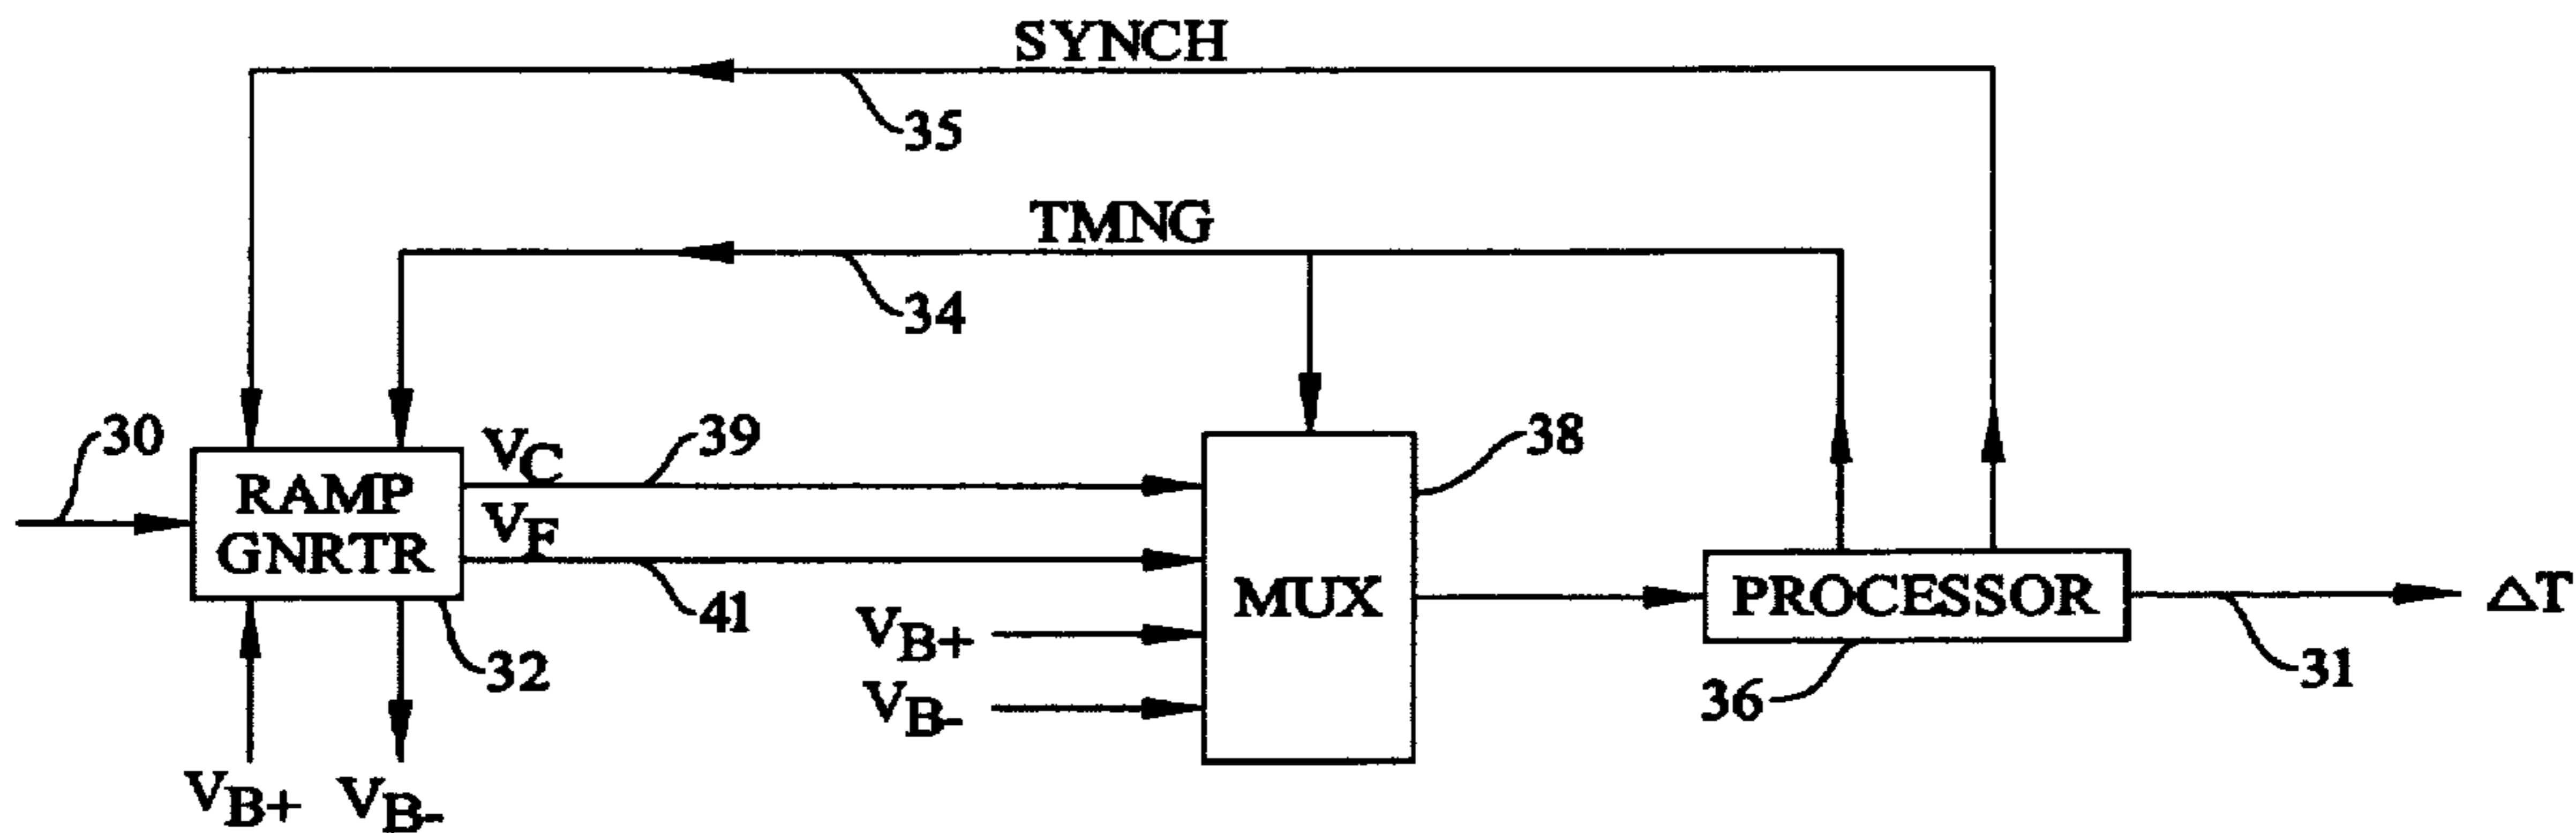 SYNCH
35
TMNG
34
30
RAMP
GNRTR
32
VC
39
VF
41
VB+
VB-
VB+
VB-
MUX
38
PROCESSOR
36
31
ΔT